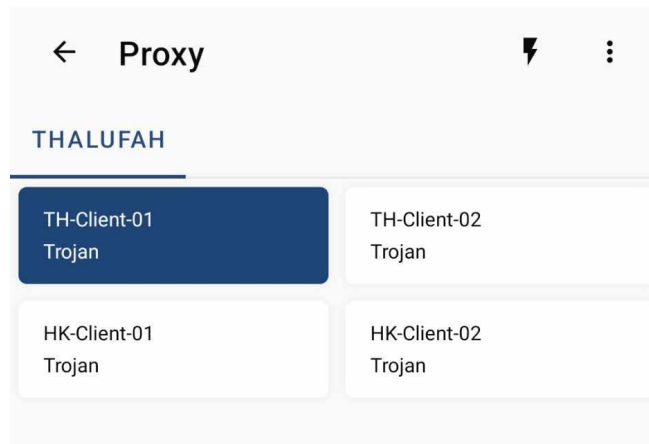 Proxy
THALUFAH
TH-Client-01
Trojan
TH-Client-02
Trojan
HK-Client-01
Trojan
HK-Client-02
Trojan